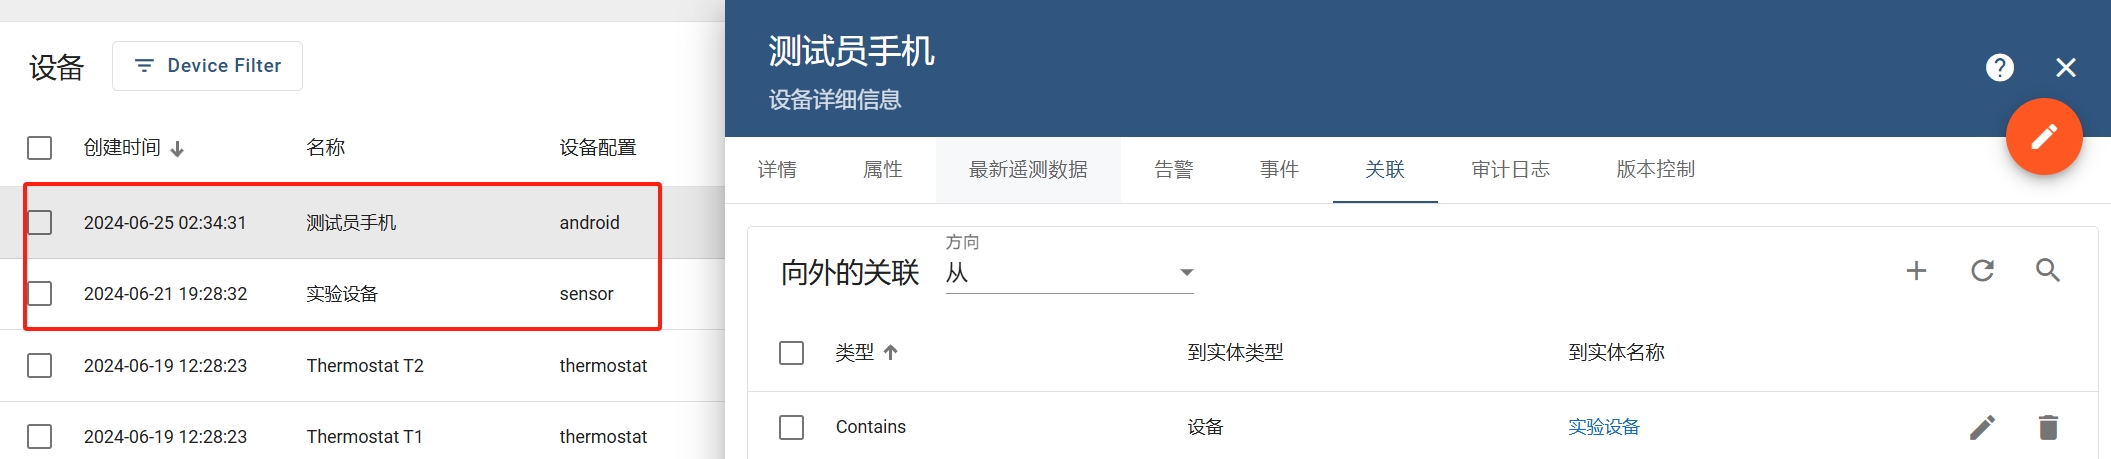 设备 Device Filter
创建时间 名称 设备配置
2024-06-25 02:34:31 测试员手机 android
2024-06-21 19:28:32 实验设备 sensor
2024-06-19 12:28:23 Thermostat T2 thermostat
2024-06-19 12:28:23 Thermostat T1 thermostat
测试员手机
设备详细信息
详情 属性 最新遥测数据 告警 事件 关联 审计日志 版本控制
方向
向外的关联 从
类型 到实体类型 到实体名称
Contains 设备 实验设备